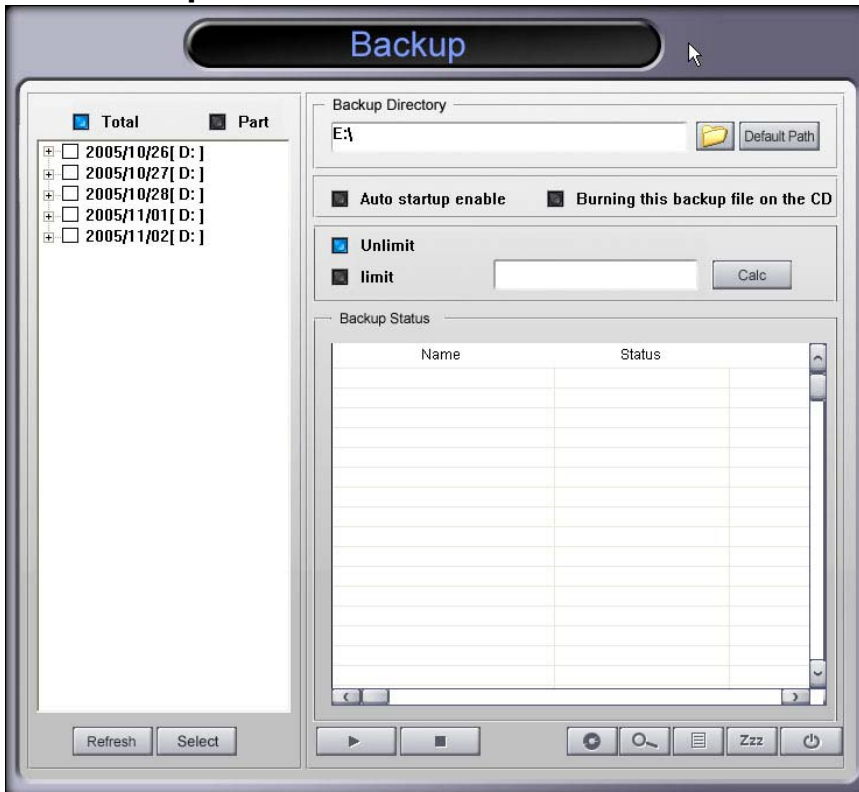 Backup
Total Part
2005/10/26[ D: ]
2005/10/27[ D: ]
2005/10/28[ D: ]
2005/11/01[ D: ]
2005/11/02[ D: ]
Refresh Select
Backup Directory
E:\
Default Path
Auto startup enable Burning this backup file on the CD
Unlimit
limit Calc
Backup Status
Name Status
Zzz